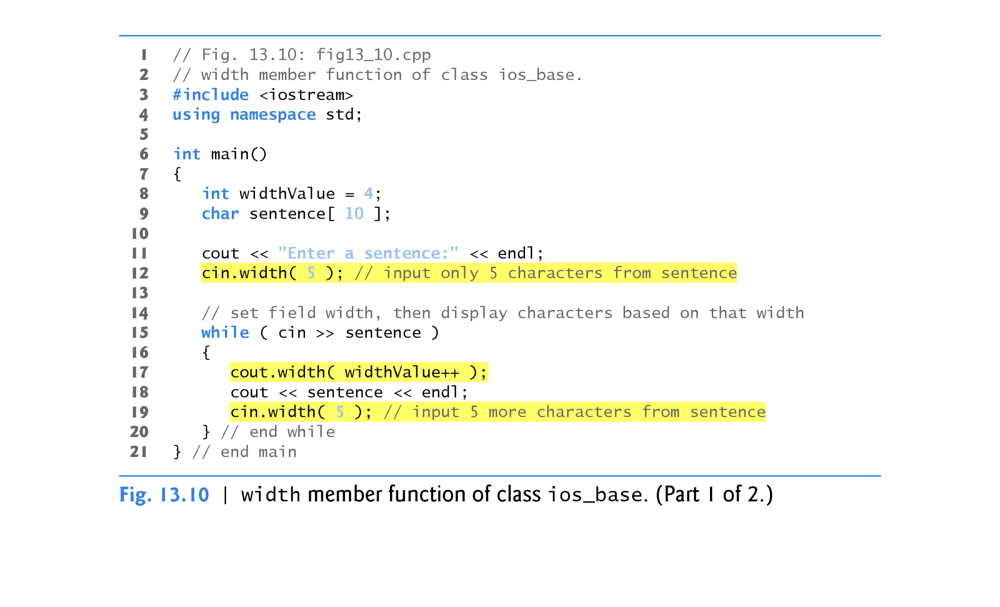 1 // Fig. 13.10: fig13_10.cpp
2 // width member function of class ios_base.
3 #include <iostream>
4 using namespace std;
5
6 int main()
7 {
8    int widthValue = 4;
9    char sentence[ 10 ];
10
11    cout << "Enter a sentence:" << endl;
12    cin.width( 5 ); // input only 5 characters from sentence
13
14    // set field width, then display characters based on that width
15    while ( cin >> sentence )
16    {
17       cout.width( widthValue++ );
18       cout << sentence << endl;
19       cin.width( 5 ); // input 5 more characters from sentence
20    } // end while
21 } // end main
Fig. 13.10 | width member function of class ios_base. (Part 1 of 2.)